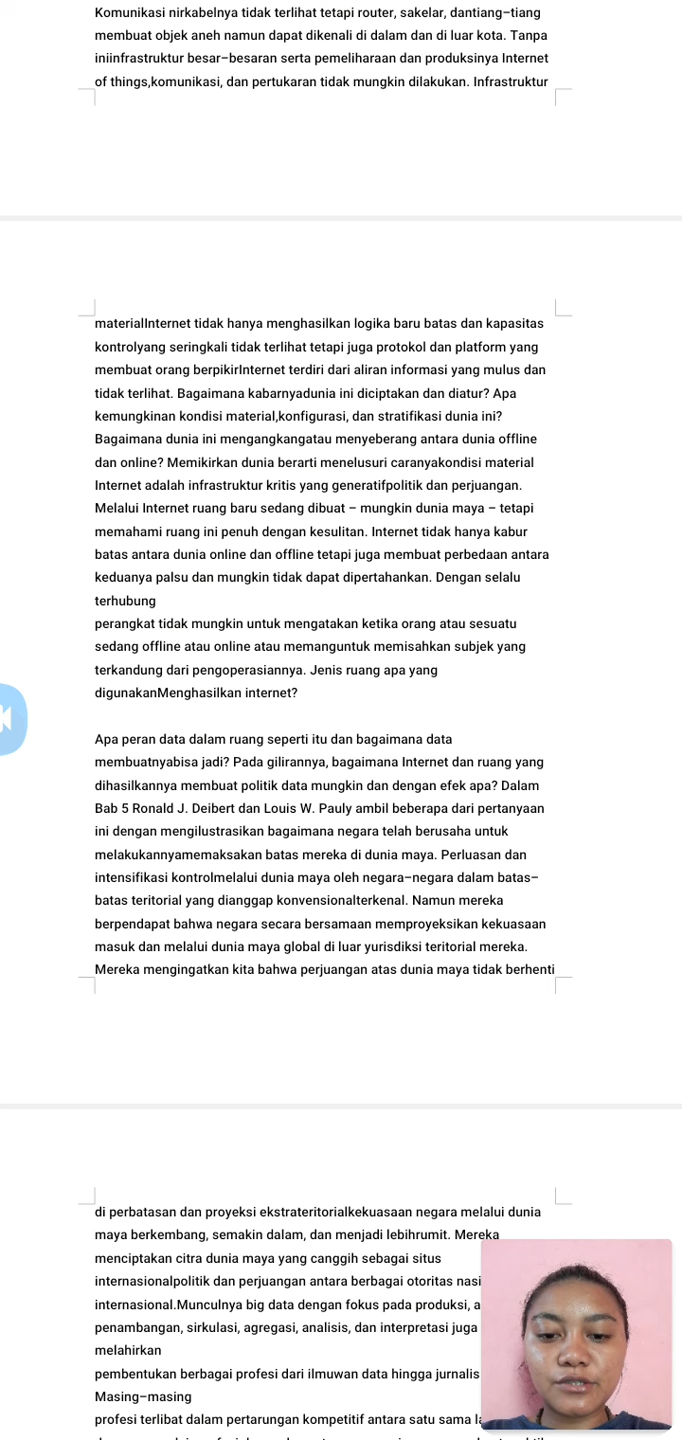 Komunikasi nirkabelnya tidak terlihat tetapi router, sakelar, dantiang–tiang
membuat objek aneh namun dapat dikenali di dalam dan di luar kota. Tanpa
iniinfrastruktur besar–besaran serta pemeliharaan dan produksinya Internet
of things,komunikasi, dan pertukaran tidak mungkin dilakukan. Infrastruktur
materialInternet tidak hanya menghasilkan logika baru batas dan kapasitas
kontrolyang seringkali tidak terlihat tetapi juga protokol dan platform yang
membuat orang berpikirInternet terdiri dari aliran informasi yang mulus dan
tidak terlihat. Bagaimana kabarnyadunia ini diciptakan dan diatur? Apa
kemungkinan kondisi material,konfigurasi, dan stratifikasi dunia ini?
Bagaimana dunia ini mengangkangatau menyeberang antara dunia offline
dan online? Memikirkan dunia berarti menelusuri caranyakondisi material
Internet adalah infrastruktur kritis yang generatifpolitik dan perjuangan.
Melalui Internet ruang baru sedang dibuat – mungkin dunia maya – tetapi
memahami ruang ini penuh dengan kesulitan. Internet tidak hanya kabur
batas antara dunia online dan offline tetapi juga membuat perbedaan antara
keduanya palsu dan mungkin tidak dapat dipertahankan. Dengan selalu
terhubung
perangkat tidak mungkin untuk mengatakan ketika orang atau sesuatu
sedang offline atau online atau memanguntuk memisahkan subjek yang
terkandung dari pengoperasiannya. Jenis ruang apa yang
digunakanMenghasilkan internet?
Apa peran data dalam ruang seperti itu dan bagaimana data
membuatnyabisa jadi? Pada gilirannya, bagaimana Internet dan ruang yang
dihasilkannya membuat politik data mungkin dan dengan efek apa? Dalam
Bab 5 Ronald J. Deibert dan Louis W. Pauly ambil beberapa dari pertanyaan
ini dengan mengilustrasikan bagaimana negara telah berusaha untuk
melakukannyamemaksakan batas mereka di dunia maya. Perluasan dan
intensifikasi kontrolmelalui dunia maya oleh negara–negara dalam batas–
batas teritorial yang dianggap konvensionalterkenal. Namun mereka
berpendapat bahwa negara secara bersamaan memproyeksikan kekuasaan
masuk dan melalui dunia maya global di luar yurisdiksi teritorial mereka.
Mereka mengingatkan kita bahwa perjuangan atas dunia maya tidak berhenti
di perbatasan dan proyeksi ekstrateritorialkekuasaan negara melalui dunia
maya berkembang, semakin dalam, dan menjadi lebihrumit. Mereka
menciptakan citra dunia maya yang canggih sebagai situs
internasionalpolitik dan perjuangan antara berbagai otoritas nasi
internasional.Munculnya big data dengan fokus pada produksi, a
penambangan, sirkulasi, agregasi, analisis, dan interpretasi juga
melahirkan
pembentukan berbagai profesi dari ilmuwan data hingga jurnalis
Masing–masing
profesi terlibat dalam pertarungan kompetitif antara satu sama